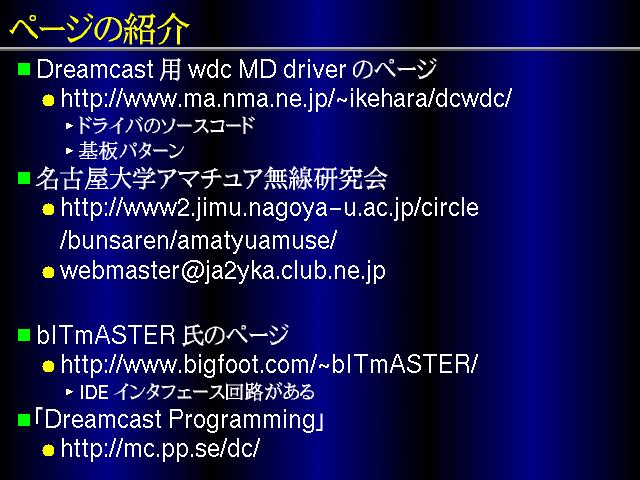 ページの紹介
Dreamcast 用 wdc MD driver のページ
http://www.ma.nma.ne.jp/~ikehara/dcwdc/
ドライバのソースコード
基板パターン
名古屋大学アマチュア無線研究会
http://www2.jimu.nagoya-u.ac.jp/circle
/bunsaren/amatyuamuse/
webmaster@ja2yka.club.ne.jp
bITmASTER 氏のページ
http://www.bigfoot.com/~bITmASTER/
IDE インタフェース回路がある
「Dreamcast Programming」
http://mc.pp.se/dc/